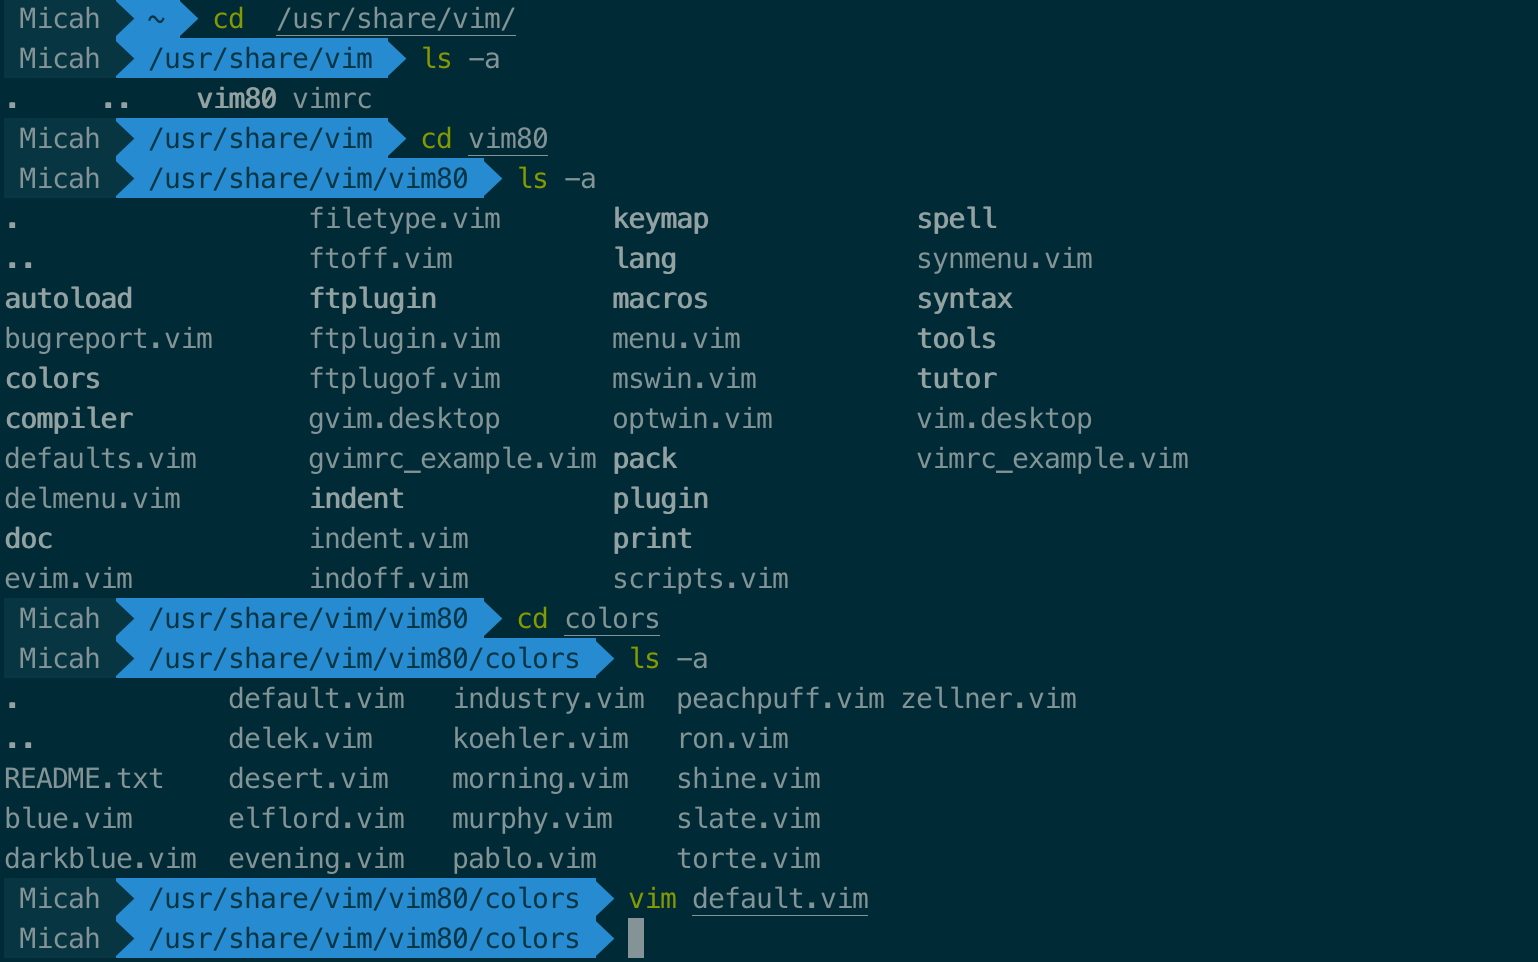 Micah ~ cd /usr/share/vim/
Micah /usr/share/vim ls -a
. .. vim80 vimrc
Micah /usr/share/vim cd vim80
Micah /usr/share/vim/vim80 ls -a
. filetype.vim keymap spell
.. ftoff.vim lang synmenu.vim
autoload ftplugin macros syntax
bugreport.vim ftplugin.vim menu.vim tools
colors ftplugof.vim mswin.vim tutor
compiler gvim.desktop optwin.vim vim.desktop
defaults.vim gvimrc_example.vim pack vimrc_example.vim
delmenu.vim indent plugin
doc indent.vim print
evim.vim indoff.vim scripts.vim
Micah /usr/share/vim/vim80 cd colors
Micah /usr/share/vim/vim80/colors ls -a
. default.vim industry.vim peachpuff.vim zellner.vim
.. delek.vim koehler.vim ron.vim
README.txt desert.vim morning.vim shine.vim
blue.vim elflord.vim murphy.vim slate.vim
darkblue.vim evening.vim pablo.vim torte.vim
Micah /usr/share/vim/vim80/colors vim default.vim
Micah /usr/share/vim/vim80/colors